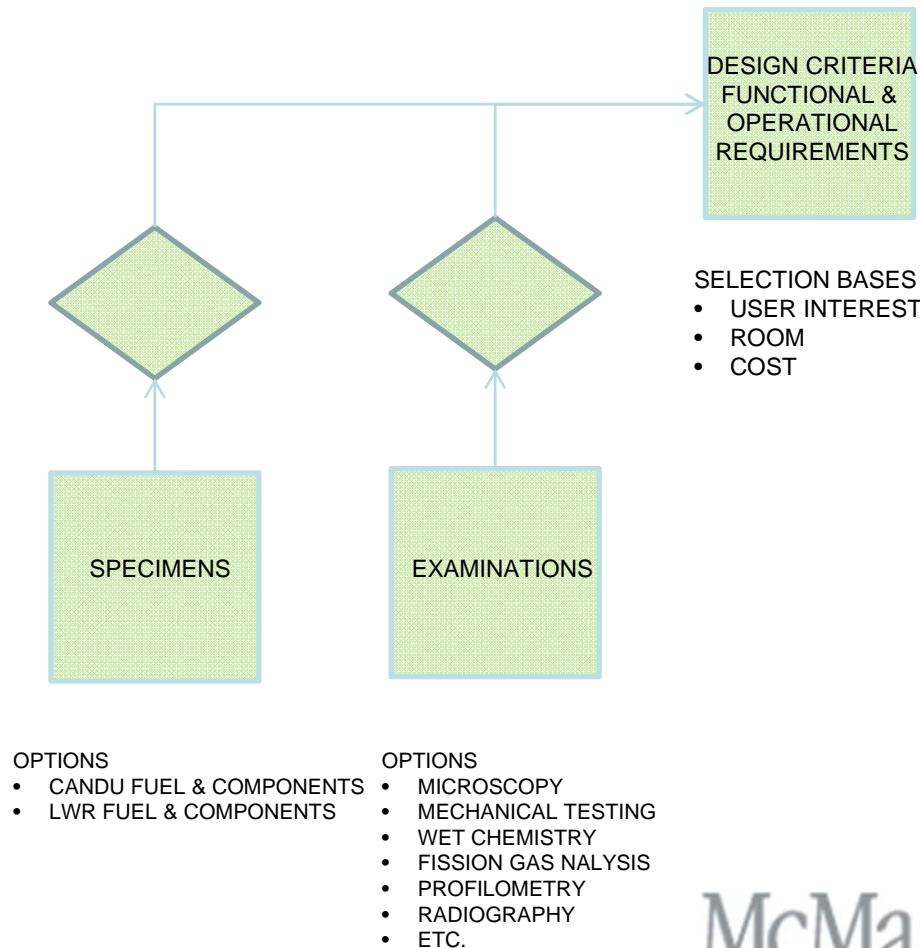 DESIGN CRITERIA
FUNCTIONAL &
OPERATIONAL
REQUIREMENTS
SELECTION BASES
• USER INTEREST
• ROOM
• COST
SPECIMENS
EXAMINATIONS
OPTIONS
• CANDU FUEL & COMPONENTS
• LWR FUEL & COMPONENTS
OPTIONS
• MICROSCOPY
• MECHANICAL TESTING
• WET CHEMISTRY
• FISSION GAS NALYSIS
• PROFILOMETRY
• RADIOGRAPHY
• ETC.
McMa